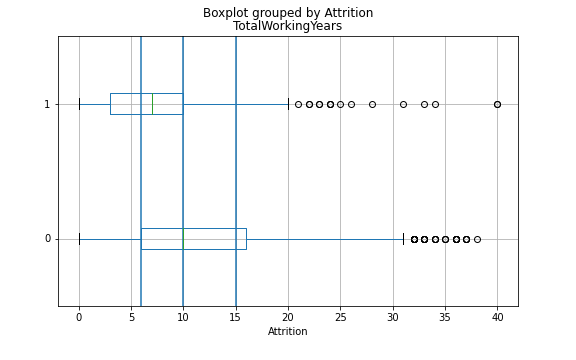 Boxplot grouped by Attrition
TotalWorkingYears
1
0
0 5 10 15 20 25 30 35 40
Attrition